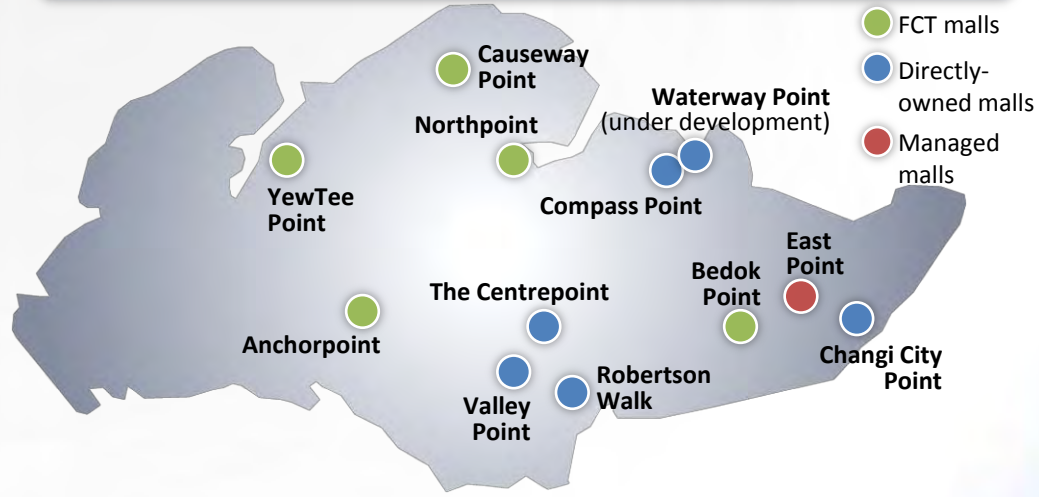 Causeway
Point
FCT malls
Directly-
owned malls
Managed
malls
Waterway Point
(under development)
Northpoint
YewTee
Point
Compass Point
East
Point
Bedok
Point
The Centrepoint
Anchorpoint
Changi City
Point
Robertson
Walk
Valley
Point